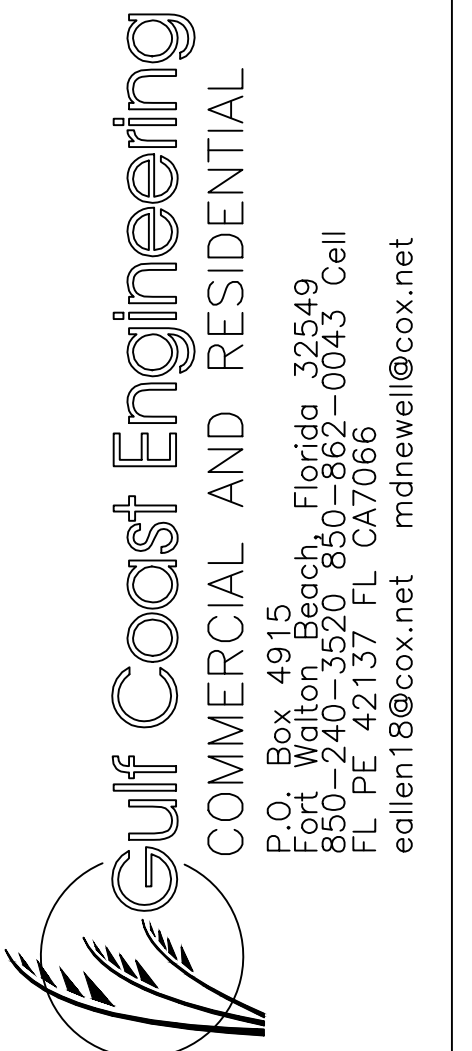 Gulf Coast Engineering
COMMERCIAL AND RESIDENTIAL
P.O. Box 4915
Fort Walton Beach, Florida 32549
850-240-3520 850-862-0043 Cell
FL PE 42137 FL CA7066
eallen18@cox.net mdnewell@cox.net